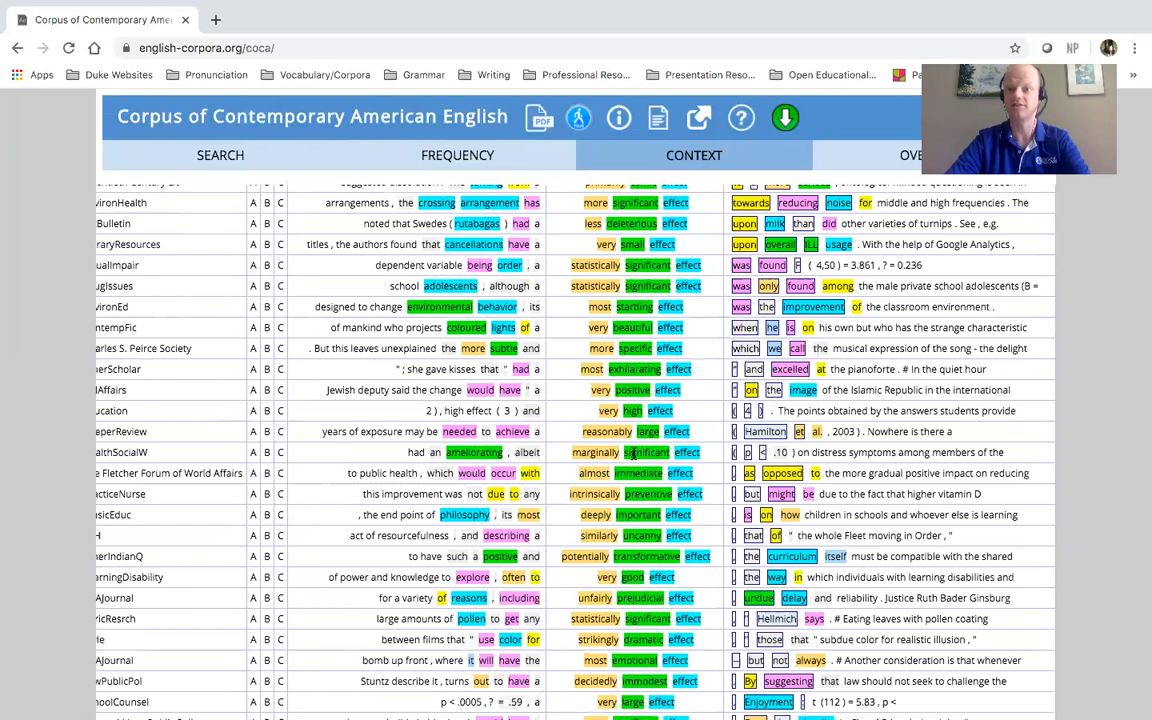 Corpus of Contemporary Ame
english-corpora.org/coca/
NP
Apps Duke Websites Pronunciation Vocabulary/Corpora Grammar Writing Professional Reso... Presentation Reso... Open Educational... »
Corpus of Contemporary American English PDF
SEARCH FREQUENCY CONTEXT
vironHealth A B C arrangements , the crossing arrangement has more significant effect towards reducing noise for middle and high frequencies . The
Bulletin A B C noted that Swedes ( rutabagas ) had a less deleterious effect upon milk than did other varieties of turnips . See , e.g.
raryResources A B C titles , the authors found that cancellations have a very small effect upon overall ILL usage . With the help of Google Analytics ,
ualImpair A B C dependent variable being order , a statistically significant effect was found F ( 4,50 ) = 3.861 , ? = 0.236
ugIssues A B C school adolescents , although a statistically significant effect was only found among the male private school adolescents (B =
vironEd A B C designed to change environmental behavior , its most startling effect was the improvement of the classroom environment .
ntempFic A B C of mankind who projects coloured lights of a very beautiful effect when he is on his own but who has the strange characteristic
arles S. Peirce Society A B C . But this leaves unexplained the more subtle and more specific effect which we call the musical expression of the song - the delight
nerScholar A B C " ; she gave kisses that " had a most exhilarating effect " and excelled at the pianoforte . # In the quiet hour
lAffairs A B C Jewish deputy said the change would have " a very positive effect " on the image of the Islamic Republic in the international
ucation A B C 2 ) , high effect ( 3 ) and very high effect ( 4 ) . The points obtained by the answers students provide
eperReview A B C years of exposure may be needed to achieve a reasonably large effect ( Hamilton et al. , 2003 ) . Nowhere is there a
althSocialW A B C had an ameliorating , albeit marginally significant effect ( p < .10 ) on distress symptoms among members of the
e Fletcher Forum of World Affairs A B C to public health , which would occur with almost immediate effect , as opposed to the more gradual positive impact on reducing
acticeNurse A B C this improvement was not due to any intrinsically preventive effect , but might be due to the fact that higher vitamin D
usicEduc A B C , the end point of philosophy , its most deeply important effect , is on how children in schools and whoever else is learning
H A B C act of resourcefulness , and describing a similarly uncanny effect , that of " the whole Fleet moving in Order , "
nerIndianQ A B C to have such a positive and potentially transformative effect , the curriculum itself must be compatible with the shared
arningDisability A B C of power and knowledge to explore , often to very good effect , the way in which individuals with learning disabilities and
AJournal A B C for a variety of reasons , including unfairly prejudicial effect , undue delay and reliability . Justice Ruth Bader Ginsburg
ricResrch A B C large amounts of pollen to get any statistically significant effect , " Hellmich says . # Eating leaves with pollen coating
rie A B C between films that " use color for strikingly dramatic effect , " those that " subdue color for realistic illusion , "
AJournal A B C bomb up front , where it will have the most emotional effect -- but not always . # Another consideration is that whenever
wPublicPol A B C Stuntz describe it , turns out to have a decidedly immodest effect . By suggesting that law should not seek to challenge the
hoolCounsel A B C p < .0005 , ? = .59 , a very large effect . Enjoyment : t (112 ) = 5.83 , p <